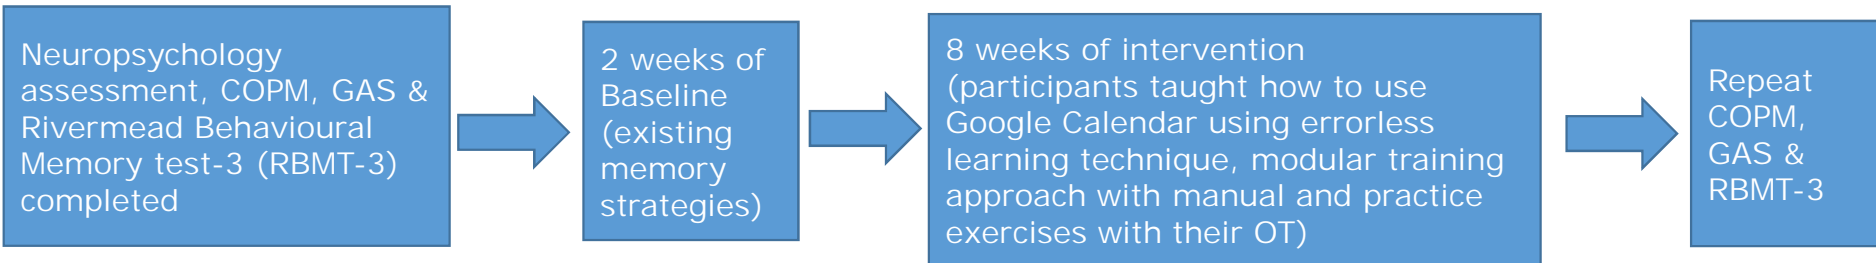 Neuropsychology
assessment, COPM, GAS &
Rivermead Behavioural
Memory test-3 (RBMT-3)
completed
2 weeks of
Baseline
(existing
memory
strategies)
8 weeks of intervention
(participants taught how to use
Google Calendar using errorless
learning technique, modular training
approach with manual and practice
exercises with their OT)
Repeat
COPM,
GAS &
RBMT-3